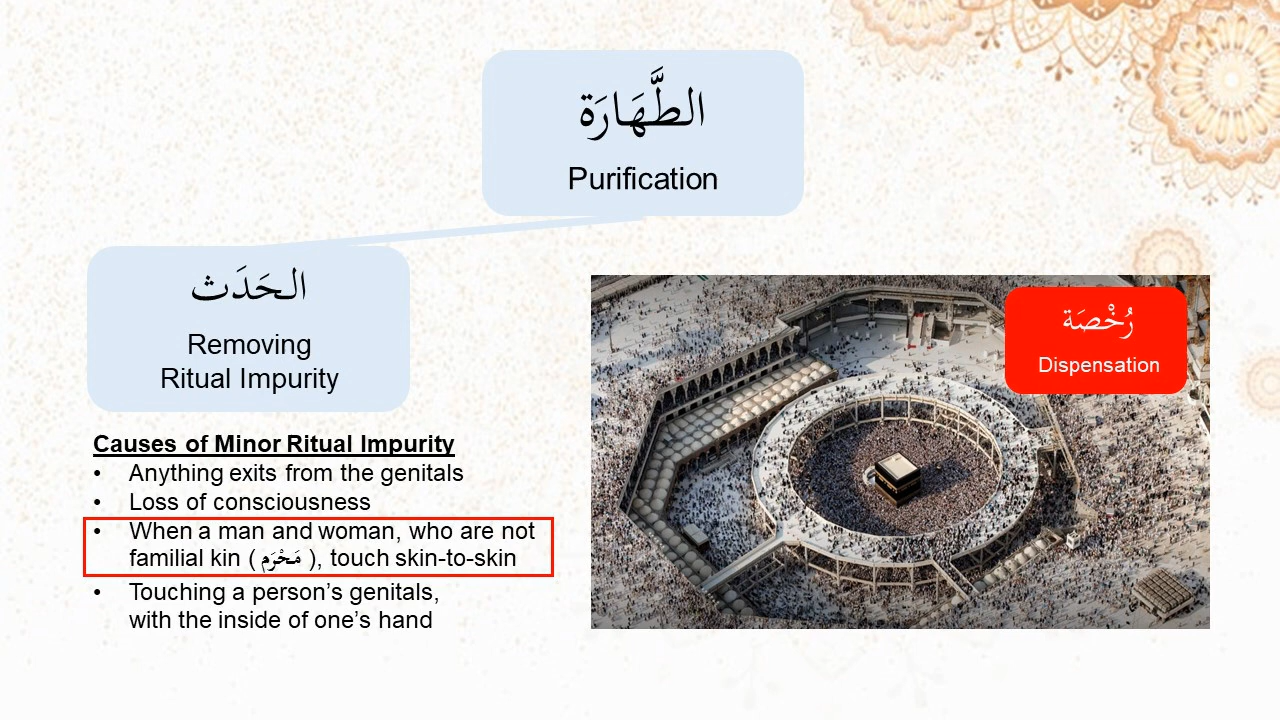 الطَّهَارَة
Purification
الحَدَث
Removing
Ritual Impurity
رُخْصَة
Dispensation
Causes of Minor Ritual Impurity
• Anything exits from the genitals
• Loss of consciousness
• When a man and woman, who are not
familial kin ( مَحْرَم ), touch skin-to-skin
• Touching a person’s genitals,
with the inside of one’s hand